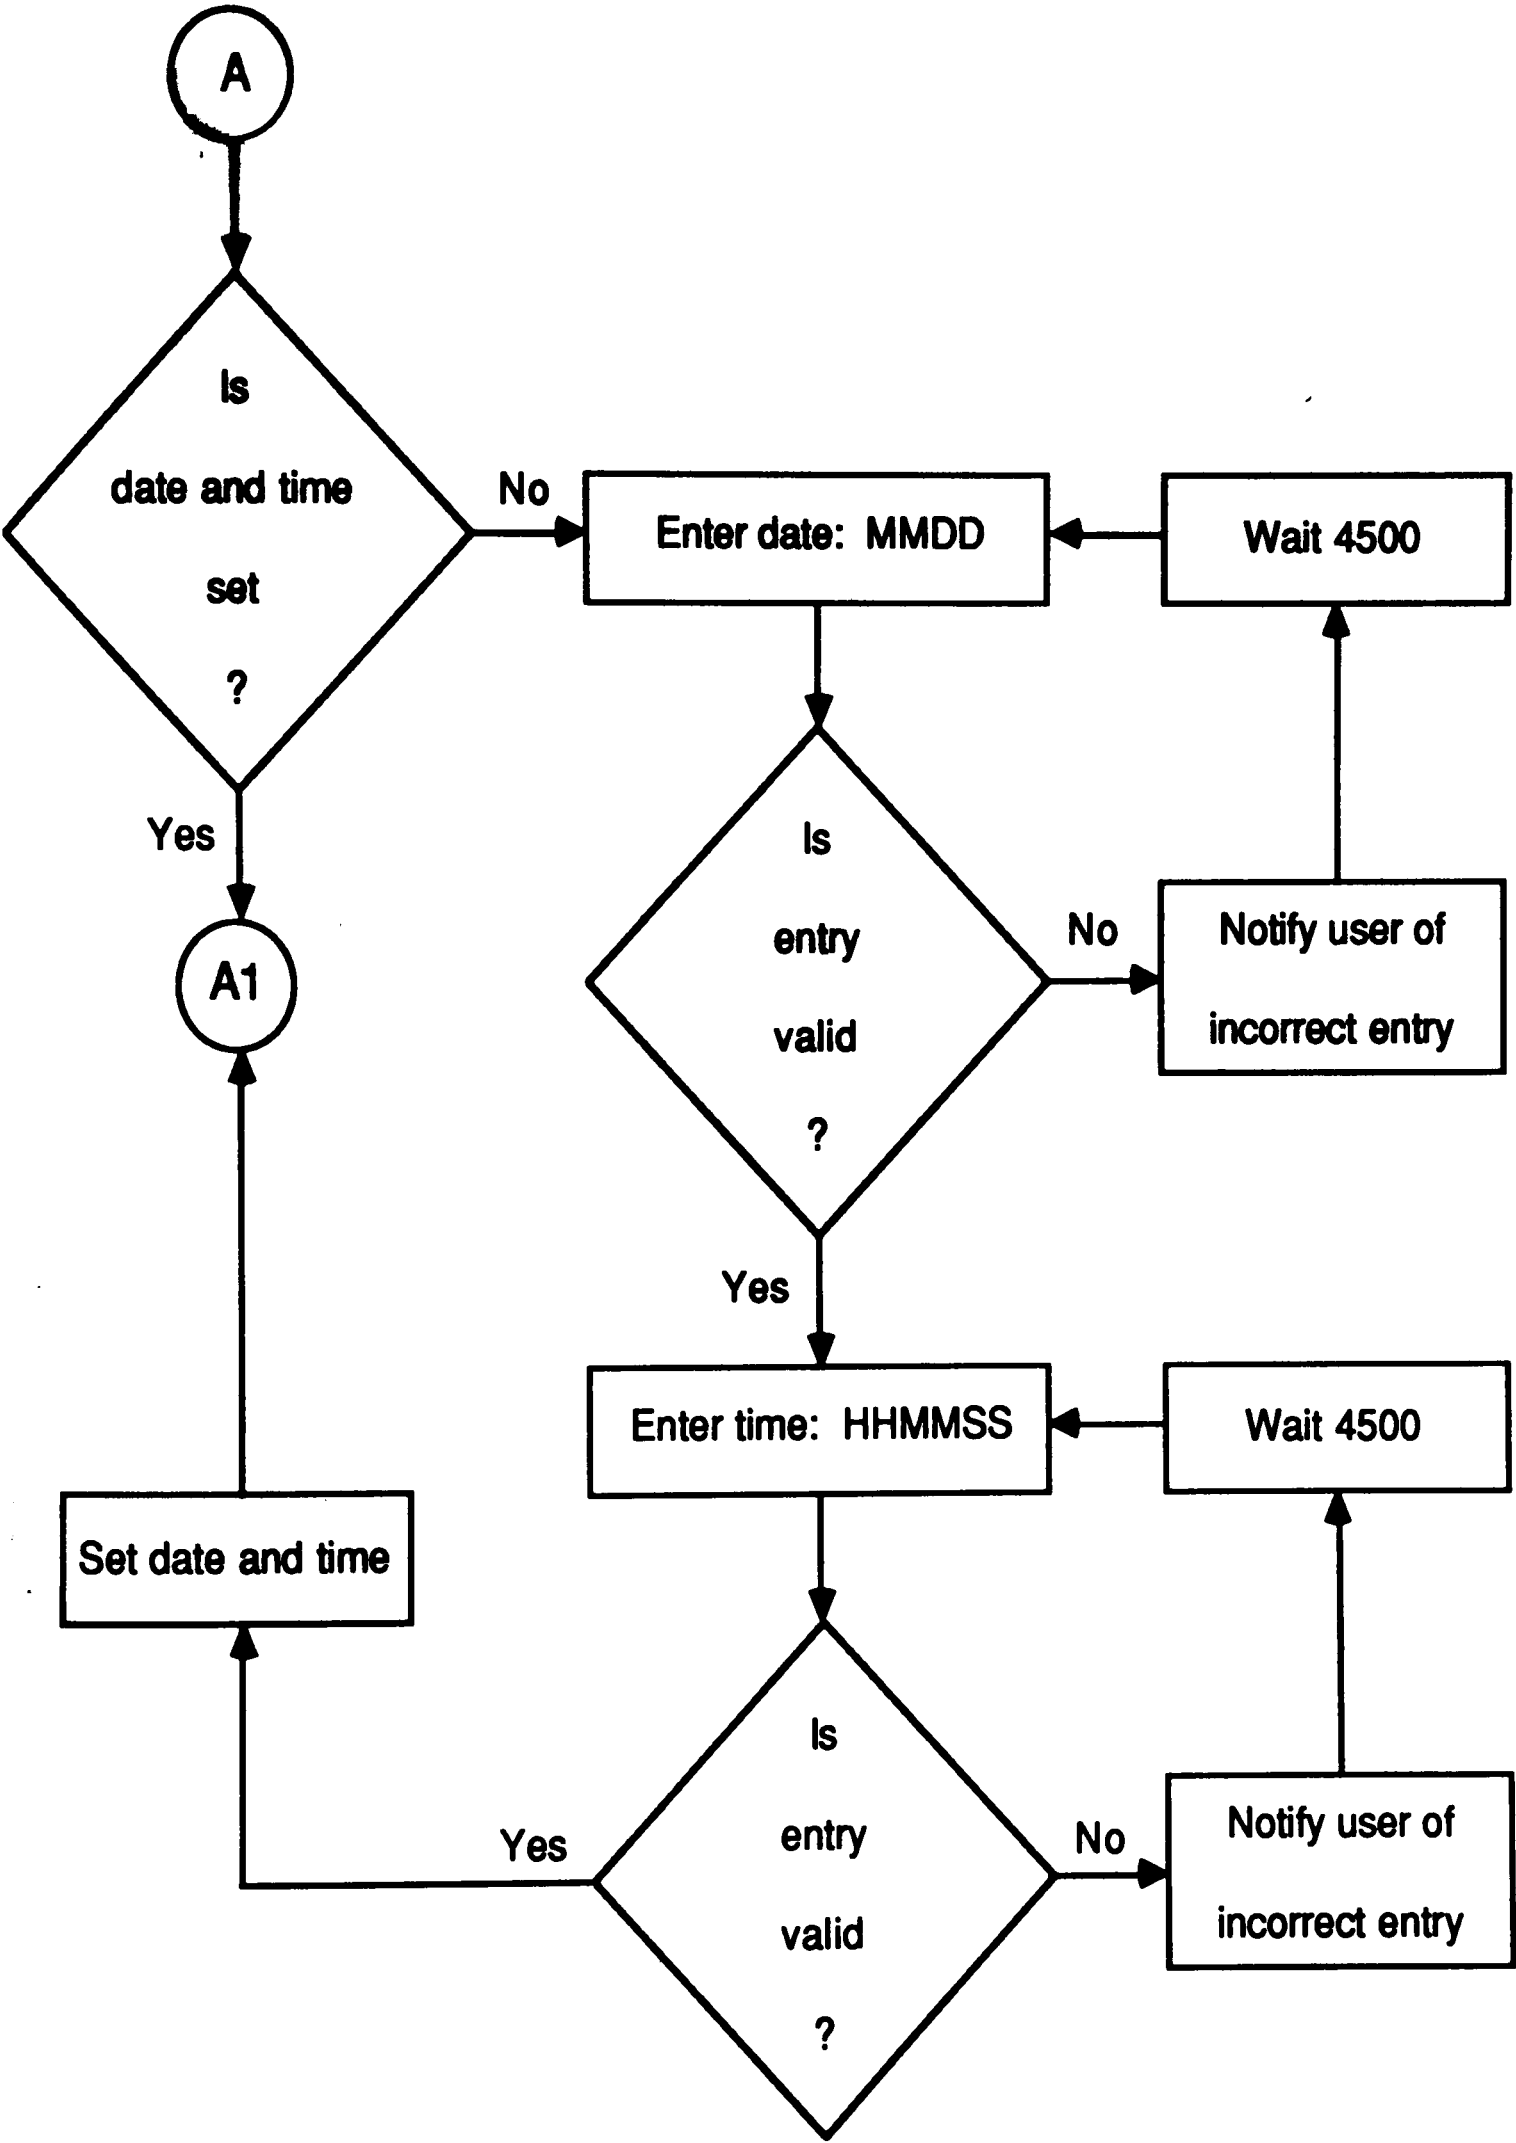 A
Is
date and time
set
?
No
Enter date: MMDD
Wait 4500
Yes
A1
Is
entry
valid
?
No
Notify user of
incorrect entry
Yes
Enter time: HHMMSS
Wait 4500
Set date and time
Is
entry
valid
?
Yes
No
Notify user of
incorrect entry